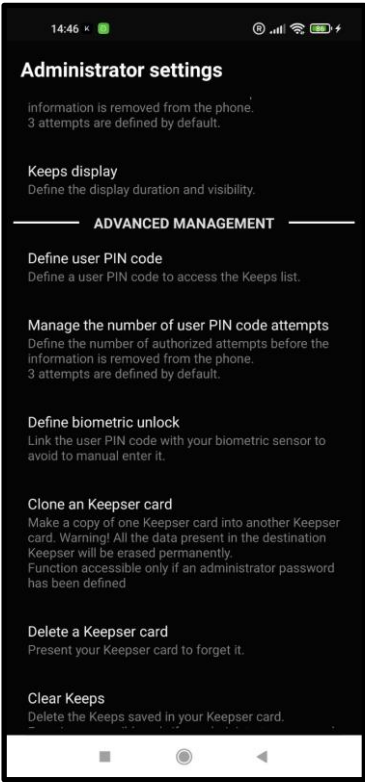 14:46 K
R 86
Administrator settings
information is removed from the phone.
3 attempts are defined by default.
Keeps display
Define the display duration and visibility.
ADVANCED MANAGEMENT
Define user PIN code
Define a user PIN code to access the Keeps list.
Manage the number of user PIN code attempts
Define the number of authorized attempts before the
information is removed from the phone.
3 attempts are defined by default.
Define biometric unlock
Link the user PIN code with your biometric sensor to
avoid to manual enter it.
Clone an Keepser card
Make a copy of one Keepser card into another Keepser
card. Warning! All the data present in the destination
Keepser will be erased permanently.
Function accessible only if an administrator password
has been defined
Delete a Keepser card
Present your Keepser card to forget it.
Clear Keeps
Delete the Keeps saved in your Keepser card.